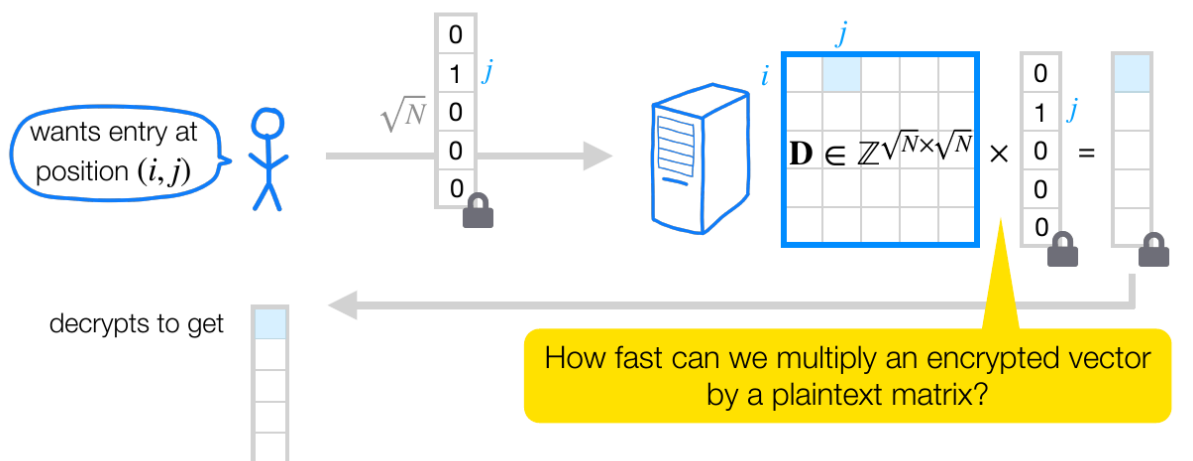 wants entry at
position (i, j)
√N
0
1
0
0
0
j
i
j
D ∈ ℤ^{√N×√N}
×
0
1
0
0
0
j
=
decrypts to get
How fast can we multiply an encrypted vector
by a plaintext matrix?